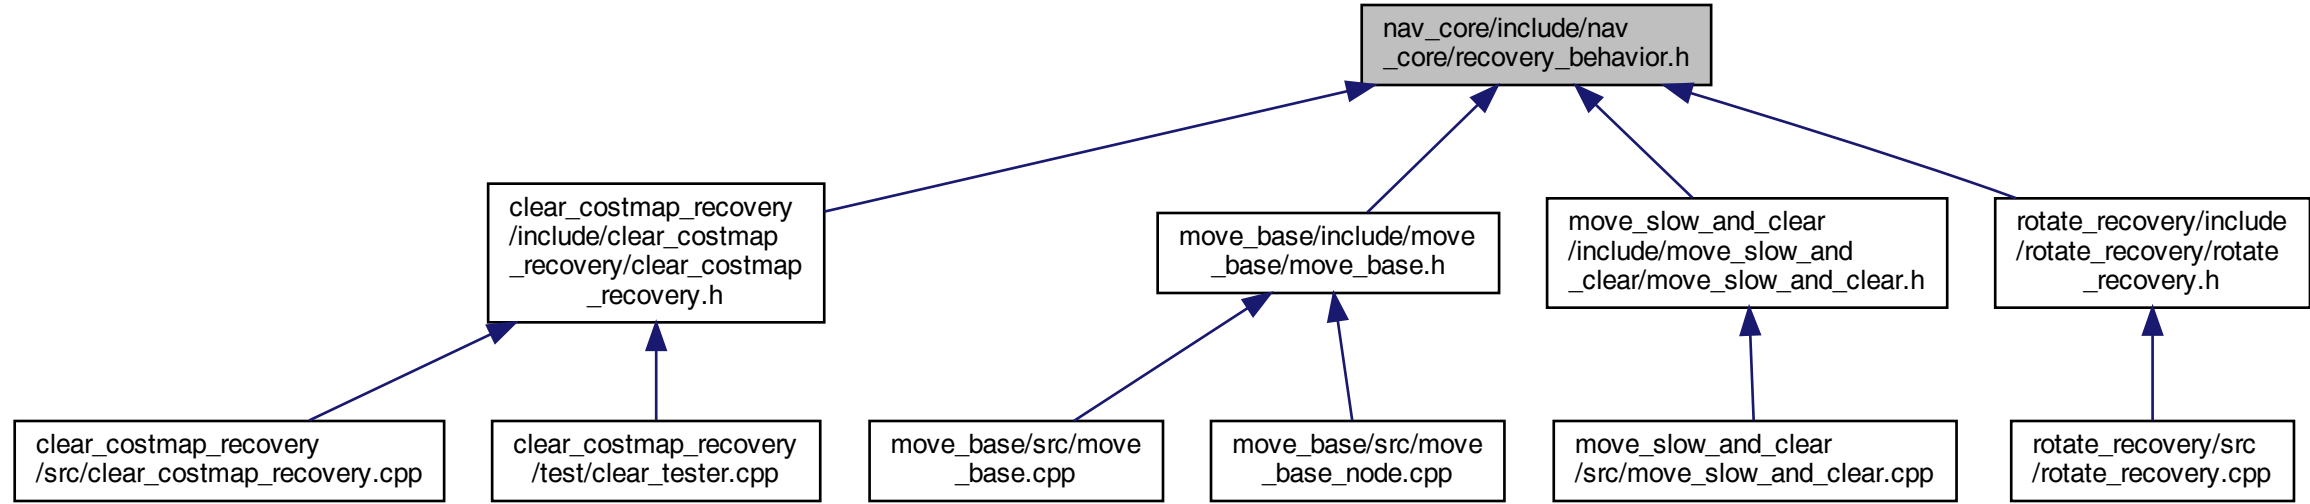 nav_core/include/nav
_core/recovery_behavior.h
clear_costmap_recovery
/include/clear_costmap
_recovery/clear_costmap
_recovery.h
move_base/include/move
_base/move_base.h
move_slow_and_clear
/include/move_slow_and
_clear/move_slow_and_clear.h
rotate_recovery/include
/rotate_recovery/rotate
_recovery.h
clear_costmap_recovery
/src/clear_costmap_recovery.cpp
clear_costmap_recovery
/test/clear_tester.cpp
move_base/src/move
_base.cpp
move_base/src/move
_base_node.cpp
move_slow_and_clear
/src/move_slow_and_clear.cpp
rotate_recovery/src
/rotate_recovery.cpp